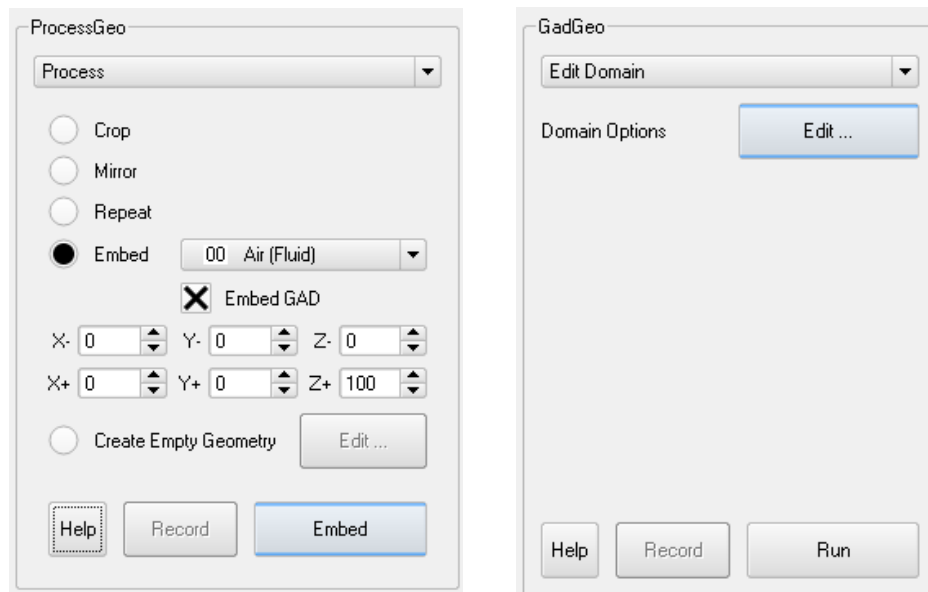 ProcessGeo
Process
Crop
Mirror
Repeat
Embed 00 Air (Fluid)
Embed GAD
X- 0 Y- 0 Z- 0
X+ 0 Y+ 0 Z+ 100
Create Empty Geometry Edit ...
Help Record Embed
GadGeo
Edit Domain
Domain Options Edit ...
Help Record Run